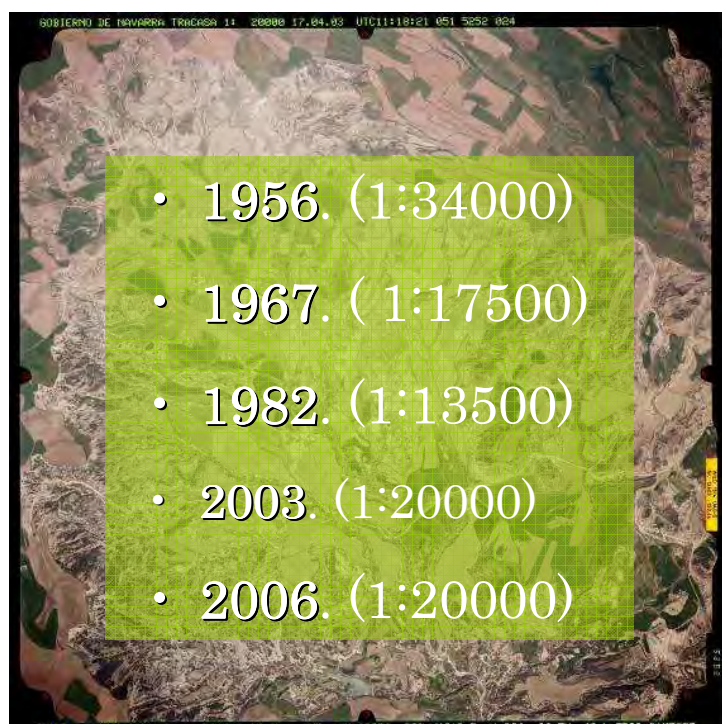 GOBIERNO DE NAVARRA TRACASA 1: 20000 17.04.03 UTC11:18:21 051 5252 024
• 1956. (1:34000)
• 1967. ( 1:17500)
• 1982. (1:13500)
• 2003. (1:20000)
• 2006. (1:20000)